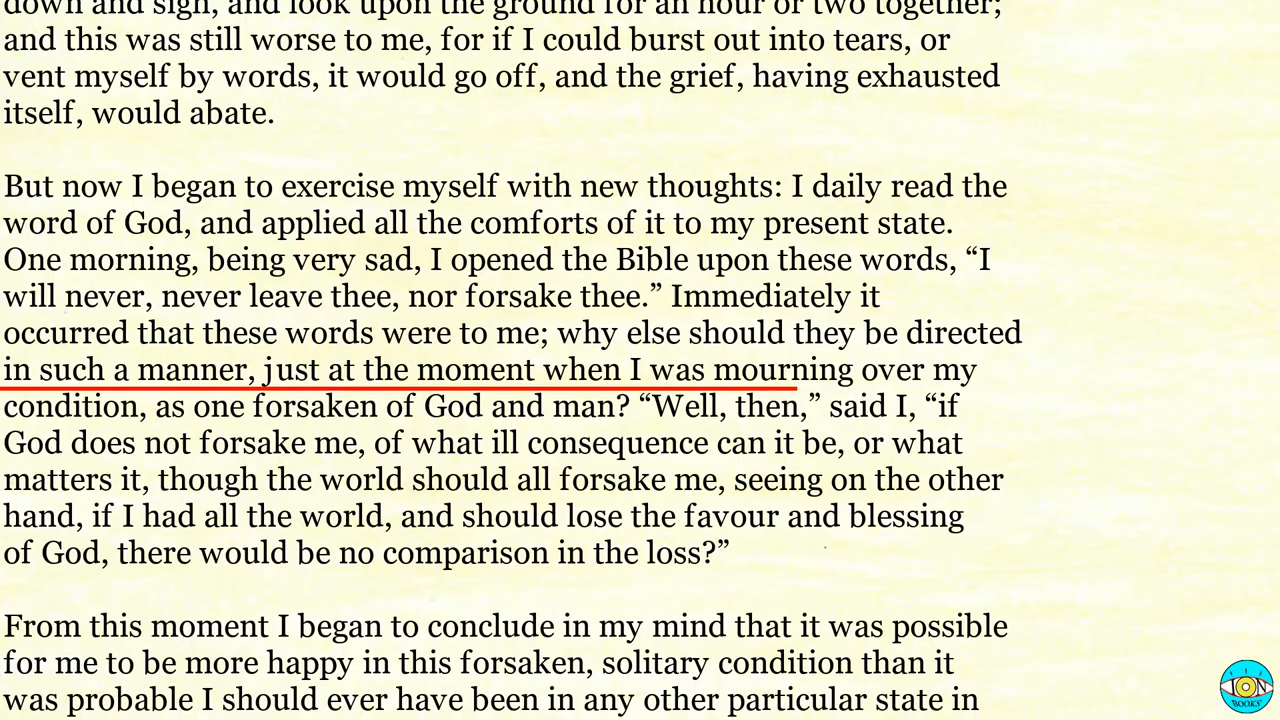 down and sigh, and look upon the ground for an hour or two together;
and this was still worse to me, for if I could burst out into tears, or
vent myself by words, it would go off, and the grief, having exhausted
itself, would abate.
But now I began to exercise myself with new thoughts: I daily read the
word of God, and applied all the comforts of it to my present state.
One morning, being very sad, I opened the Bible upon these words, “I
will never, never leave thee, nor forsake thee.” Immediately it
occurred that these words were to me; why else should they be directed
in such a manner, just at the moment when I was mourning over my
condition, as one forsaken of God and man? “Well, then,” said I, “if
God does not forsake me, of what ill consequence can it be, or what
matters it, though the world should all forsake me, seeing on the other
hand, if I had all the world, and should lose the favour and blessing
of God, there would be no comparison in the loss?”
From this moment I began to conclude in my mind that it was possible
for me to be more happy in this forsaken, solitary condition than it
was probable I should ever have been in any other particular state in
ION
BOOKS